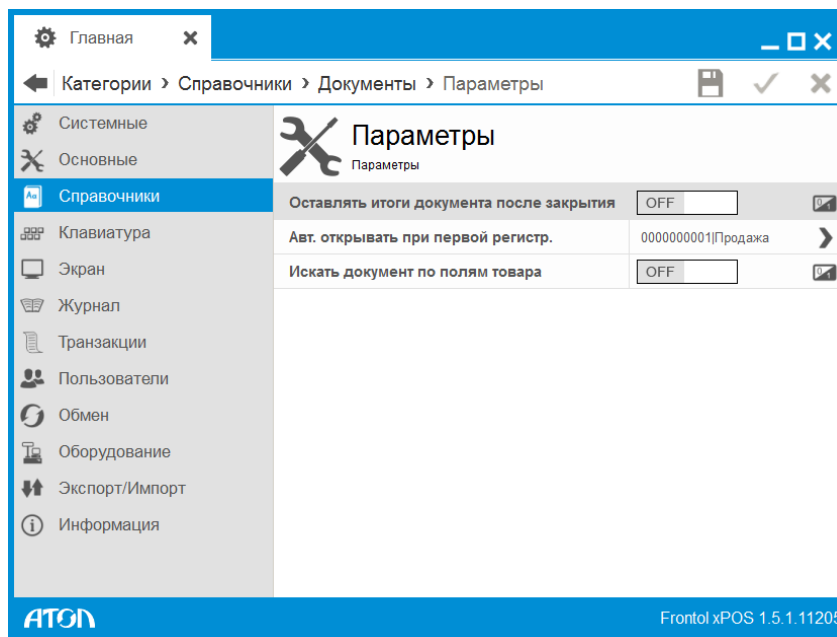 Главная
Категории > Справочники > Документы > Параметры
Системные
Основные
Справочники
Клавиатура
Экран
Журнал
Транзакции
Пользователи
Обмен
Оборудование
Экспорт/Импорт
Информация
Параметры
Параметры
Оставлять итоги документа после закрытия OFF
Авт. открывать при первой регистр. 0000000001|Продажа
Искать документ по полям товара OFF
АТОЛ Frontol xPOS 1.5.1.11205